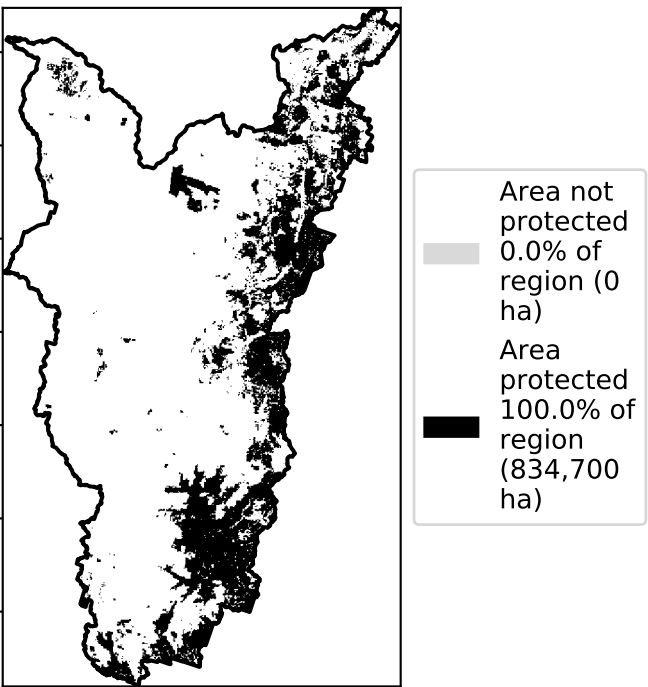 Area not
protected
0.0% of
region (0
ha)
Area
protected
100.0% of
region
(834,700
ha)